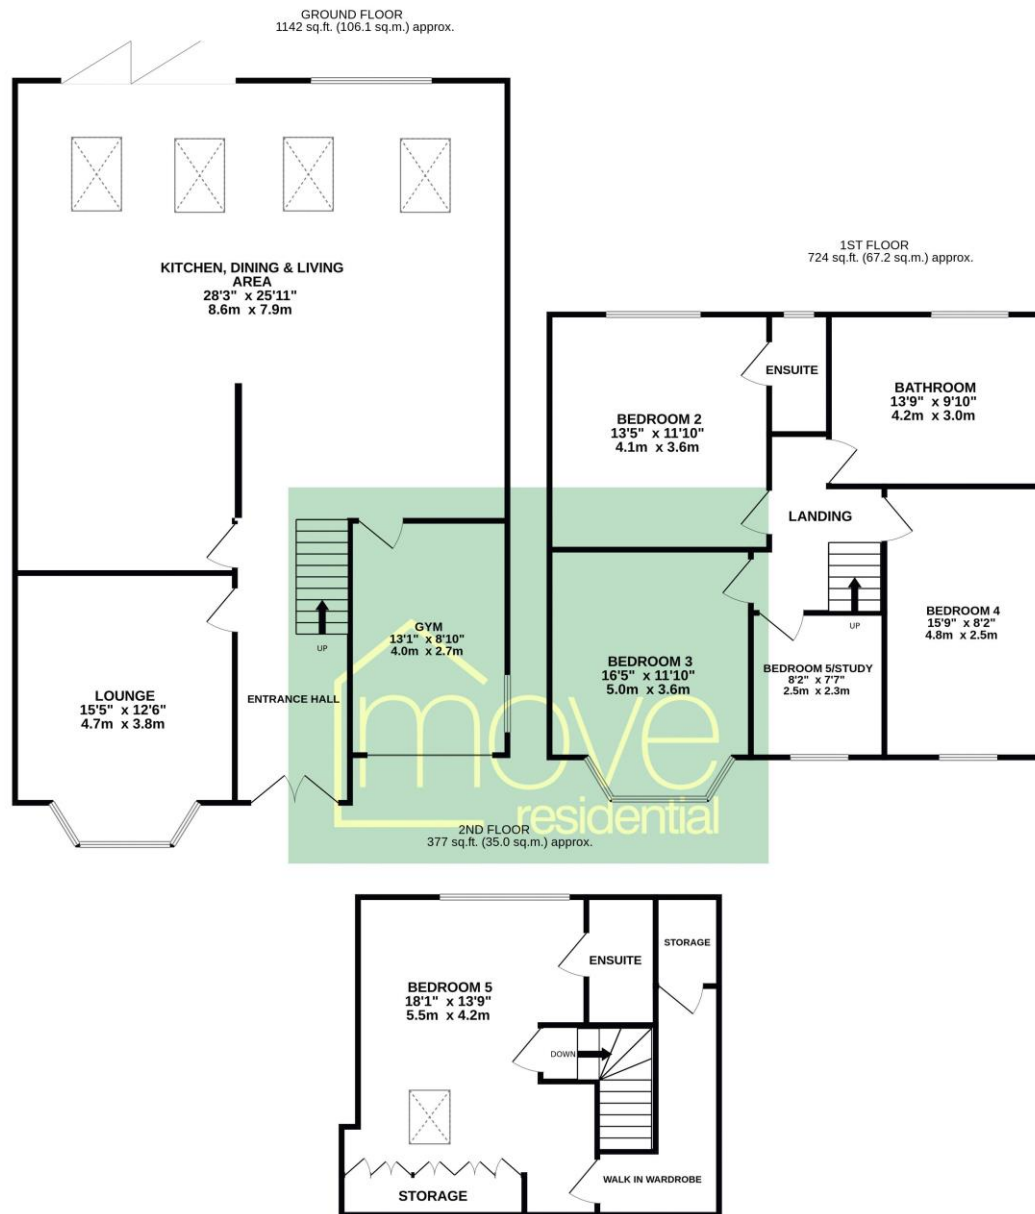 GROUND FLOOR
1142 sq.ft. (106.1 sq.m.) approx.
KITCHEN, DINING & LIVING
AREA
28'3" x 25'11"
8.6m x 7.9m
UP
GYM
13'1" x 8'10"
4.0m x 2.7m
LOUNGE
15'5" x 12'6"
4.7m x 3.8m
ENTRANCE HALL
1ST FLOOR
724 sq.ft. (67.2 sq.m.) approx.
ENSUITE
BEDROOM 2
13'5" x 11'10"
4.1m x 3.6m
BATHROOM
13'9" x 9'10"
4.2m x 3.0m
LANDING
BEDROOM 4
15'9" x 8'2"
4.8m x 2.5m
UP
BEDROOM 3
16'5" x 11'10"
5.0m x 3.6m
BEDROOM 5/STUDY
8'2" x 7'7"
2.5m x 2.3m
move
residential
2ND FLOOR
377 sq.ft. (35.0 sq.m.) approx.
STORAGE
ENSUITE
BEDROOM 5
18'1" x 13'9"
5.5m x 4.2m
DOWN
WALK IN WARDROBE
STORAGE